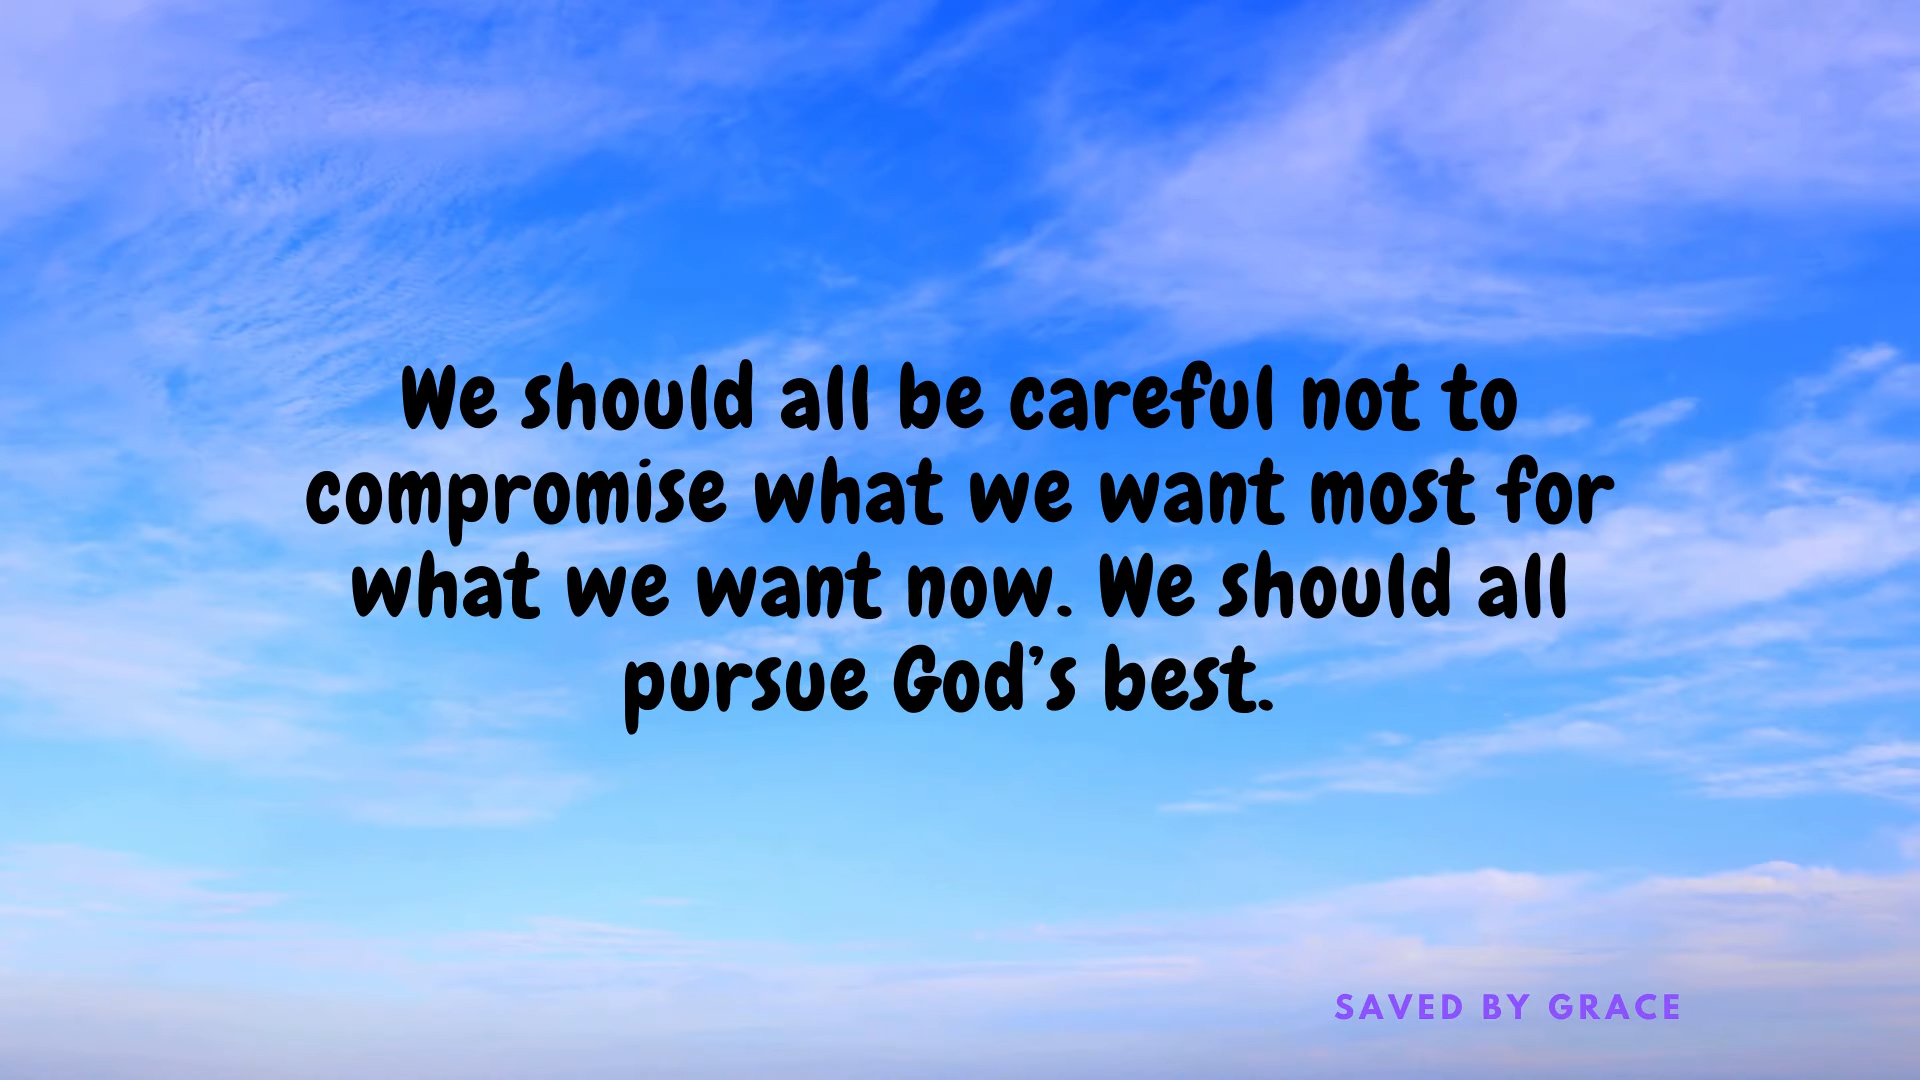 We should all be careful not to
compromise what we want most for
what we want now. We should all
pursue God’s best.
SAVED BY GRACE